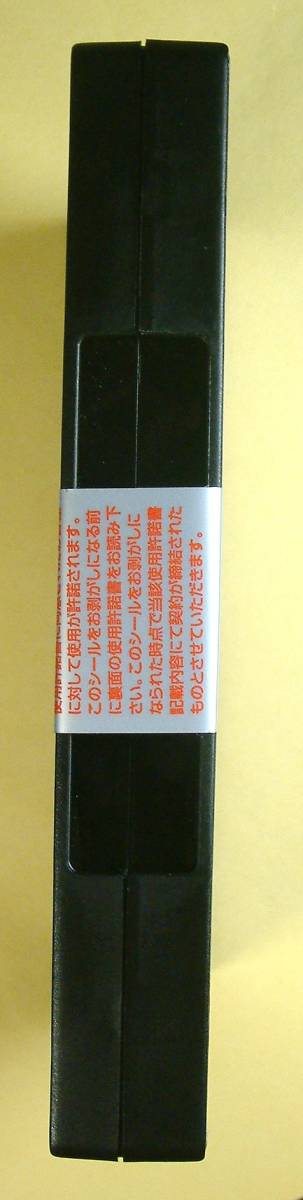 に対して使用が許諾されます。
このシールをお剥がしになる前
に裏面の使用許諾書をお読み下
さい。このシールをお剥がしに
なられた時点で当該使用許諾書
記載内容にて契約が締結された
ものとさせていただきます。